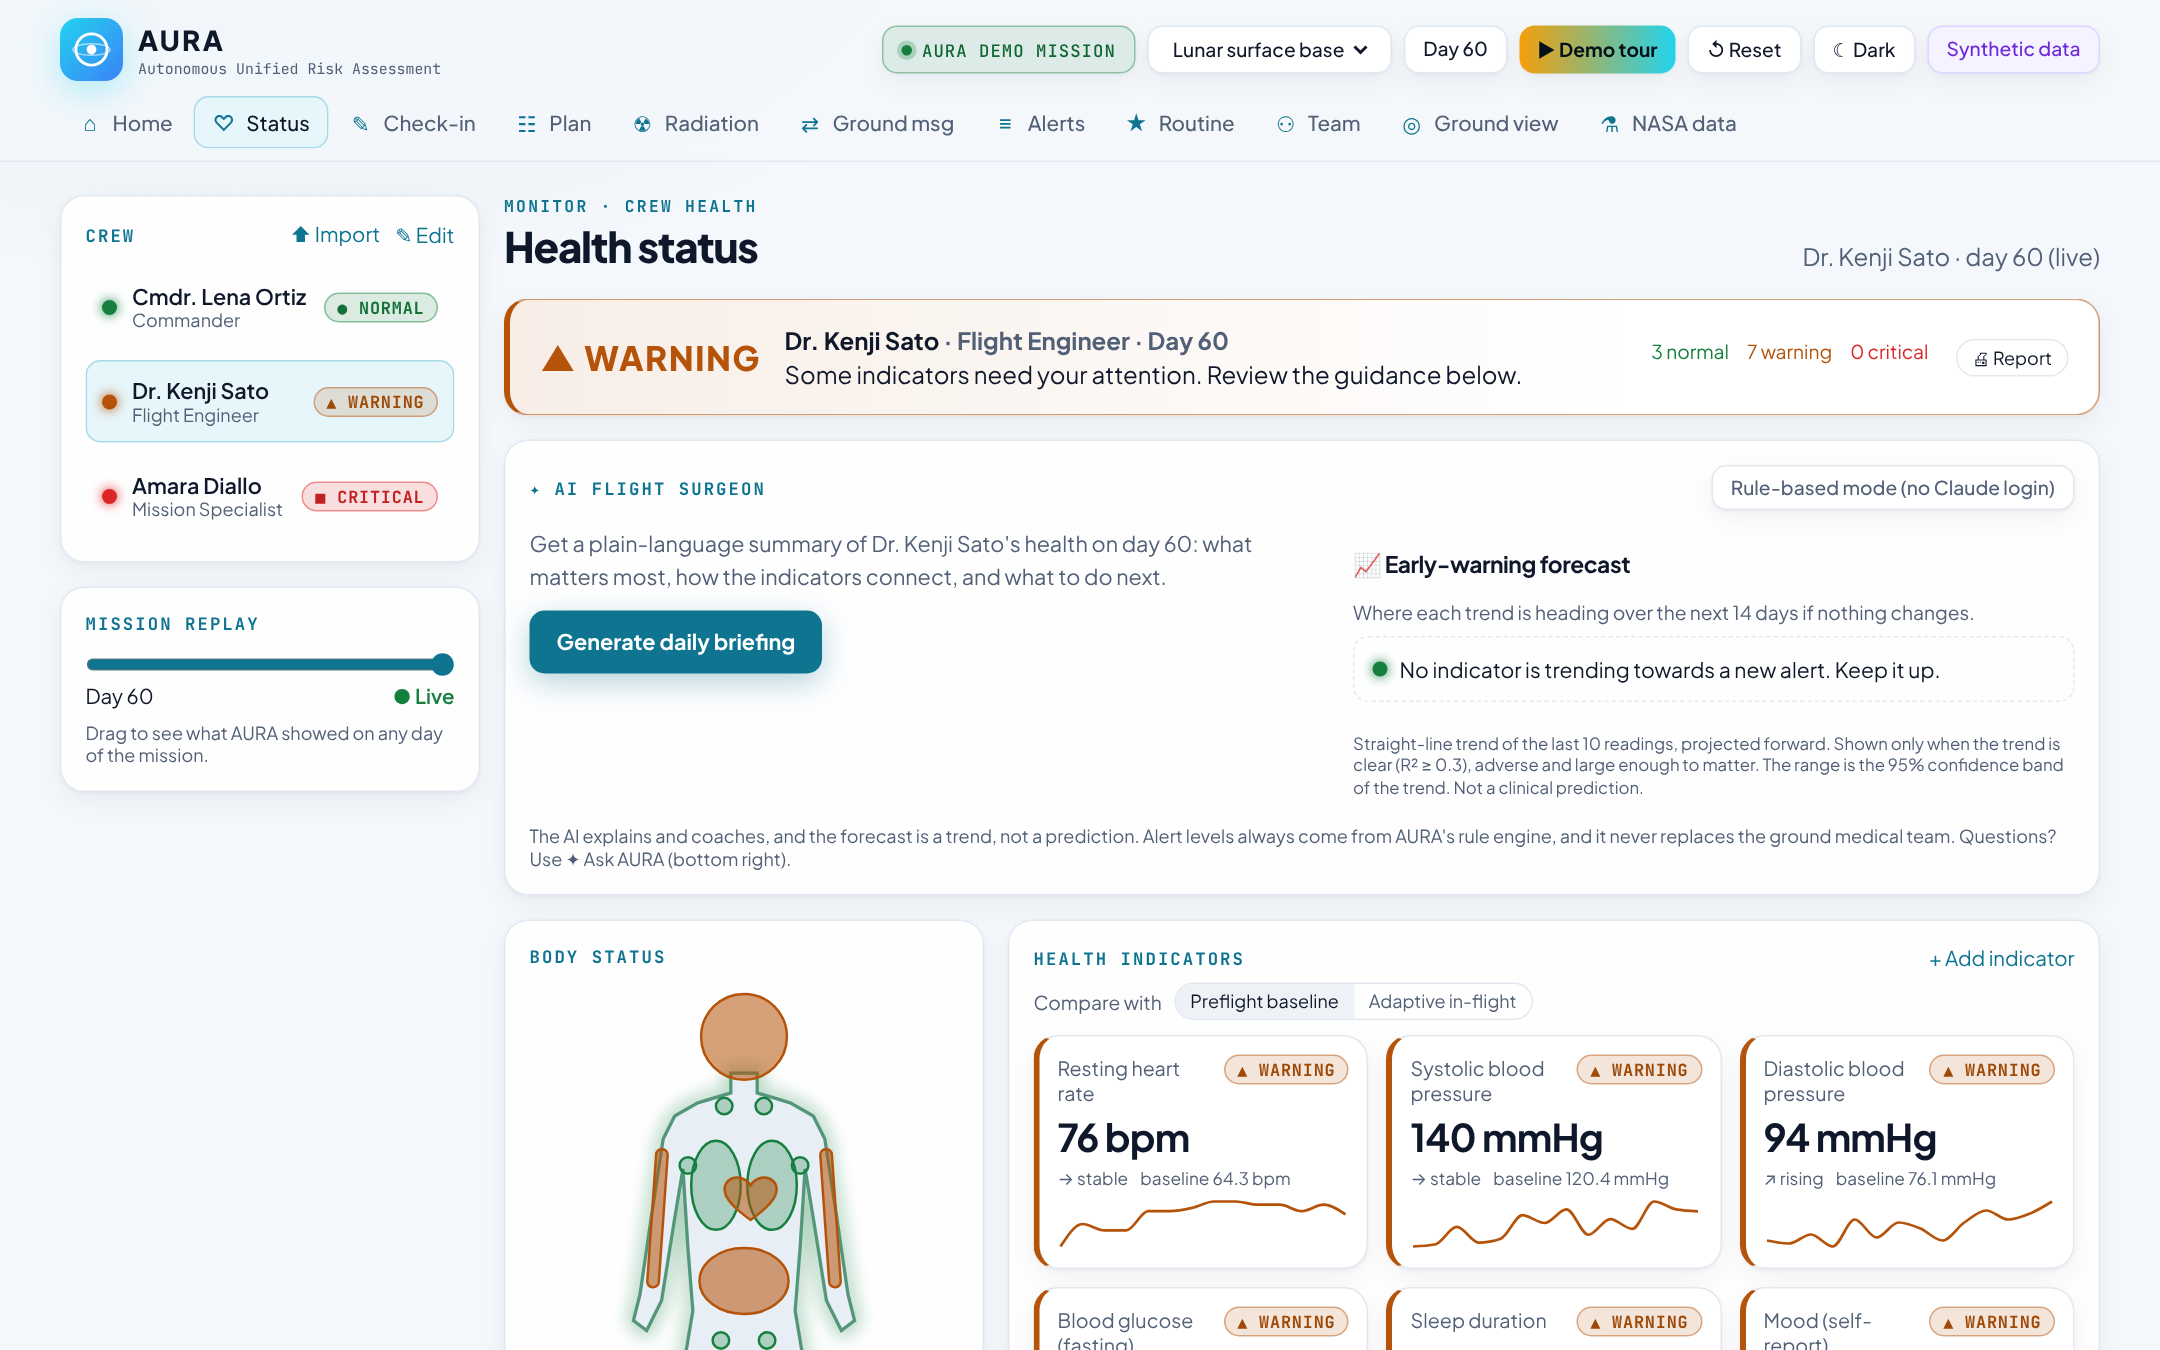 AURA
Autonomous Unified Risk Assessment
AURA DEMO MISSION
Lunar surface base
Day 60
▶ Demo tour
↺ Reset
☾ Dark
Synthetic data
Home
Status
Check-in
Plan
Radiation
Ground msg
Alerts
Routine
Team
Ground view
NASA data
CREW
Import
Edit
Cmdr. Lena Ortiz
Commander
● NORMAL
Dr. Kenji Sato
Flight Engineer
▲ WARNING
Amara Diallo
Mission Specialist
■ CRITICAL
MISSION REPLAY
Day 60
● Live
Drag to see what AURA showed on any day
of the mission.
MONITOR · CREW HEALTH
Health status
Dr. Kenji Sato · day 60 (live)
▲ WARNING
Dr. Kenji Sato · Flight Engineer · Day 60
Some indicators need your attention. Review the guidance below.
3 normal 7 warning 0 critical
Report
✦ AI FLIGHT SURGEON
Rule-based mode (no Claude login)
Get a plain-language summary of Dr. Kenji Sato's health on day 60: what
matters most, how the indicators connect, and what to do next.
Generate daily briefing
Early-warning forecast
Where each trend is heading over the next 14 days if nothing changes.
No indicator is trending towards a new alert. Keep it up.
Straight-line trend of the last 10 readings, projected forward. Shown only when the trend is
clear (R² ≥ 0.3), adverse and large enough to matter. The range is the 95% confidence band
of the trend. Not a clinical prediction.
The AI explains and coaches, and the forecast is a trend, not a prediction. Alert levels always come from AURA's rule engine, and it never replaces the ground medical team. Questions?
Use ✦ Ask AURA (bottom right).
BODY STATUS
HEALTH INDICATORS
+ Add indicator
Compare with
Preflight baseline
Adaptive in-flight
Resting heart
rate
▲ WARNING
76 bpm
→ stable baseline 64.3 bpm
Systolic blood
pressure
▲ WARNING
140 mmHg
→ stable baseline 120.4 mmHg
Diastolic blood
pressure
▲ WARNING
94 mmHg
↗ rising baseline 76.1 mmHg
Blood glucose
(fasting)
▲ WARNING
Sleep duration
▲ WARNING
Mood (self-
report)
▲ WARNING